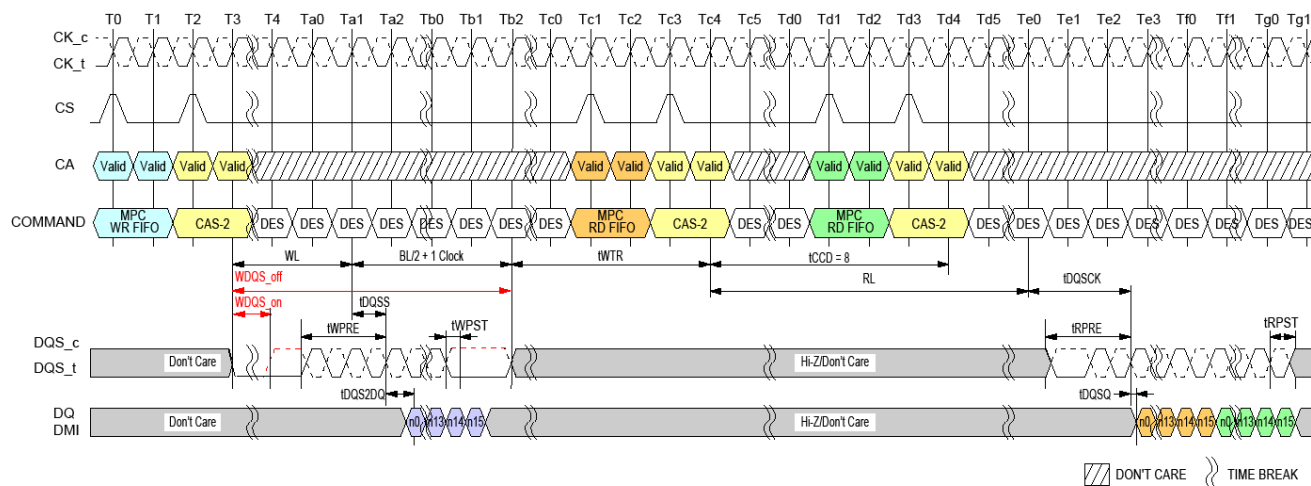 T0 T1 T2 T3 T4 Ta0 Ta1 Ta2 Tb0 Tb1 Tb2 Tc0 Tc1 Tc2 Tc3 Tc4 Tc5 Td0 Td1 Td2 Td3 Td4 Td5 Te0 Te1 Te2 Te3 Tf0 Tf1 Tg0 Tg1
CK_c
CK_t
CS
CA Valid Valid Valid Valid Valid Valid Valid Valid Valid Valid Valid Valid
COMMAND MPC WR FIFO CAS-2 DES DES DES DES DES DES DES DES MPC RD FIFO CAS-2 DES DES MPC RD FIFO CAS-2 DES DES DES DES DES DES DES DES DES
WL BL/2 + 1 Clock tWTR tCCD = 8
WDQS_off RL tDQSCK
WDQS_on tDQSS
tWPRE tWPST tRPRE tRPST
DQS_c
DQS_t Don't Care Hi-Z/Don't Care
tDQS2DQ tDQSQ
DQ
DMI Don't Care n0 n13 n14 n15 Hi-Z/Don't Care n0 n13 n14 n15 n0 n13 n14 n15
DON'T CARE TIME BREAK